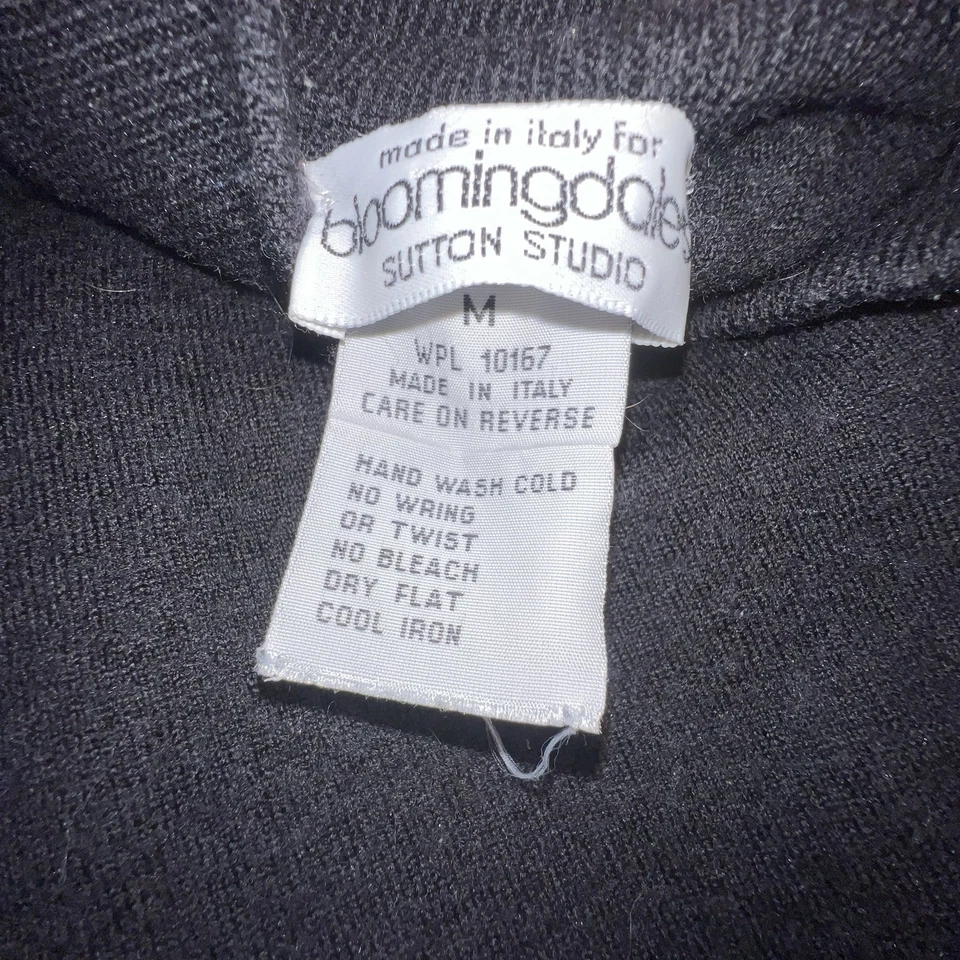 made in italy for
bloomingdale's
SUTTON STUDIO
M
WPL 10167
MADE IN ITALY
CARE ON REVERSE
HAND WASH COLD
NO WRING
OR TWIST
NO BLEACH
DRY FLAT
COOL IRON